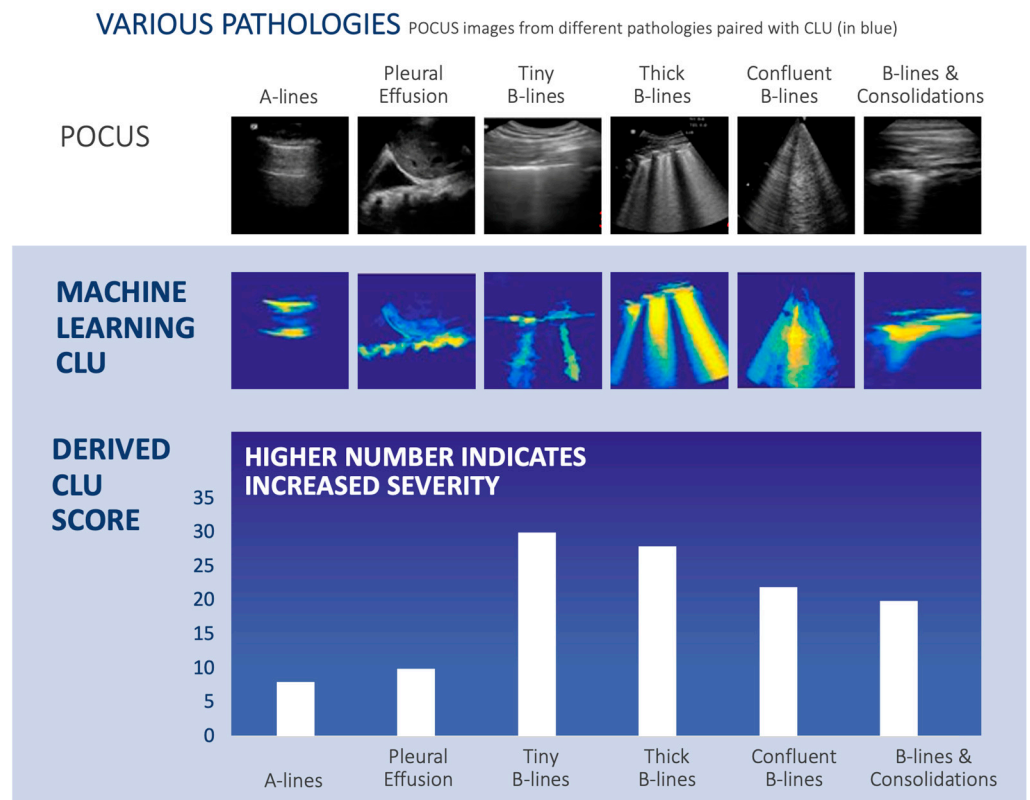 VARIOUS PATHOLOGIES POCUS images from different pathologies paired with CLU (in blue)
A-lines
Pleural
Effusion
Tiny
B-lines
Thick
B-lines
Confluent
B-lines
B-lines &
Consolidations
POCUS
MACHINE
LEARNING
CLU
DERIVED
CLU
SCORE
HIGHER NUMBER INDICATES
INCREASED SEVERITY
35
30
25
20
15
10
5
0
A-lines
Pleural
Effusion
Tiny
B-lines
Thick
B-lines
Confluent
B-lines
B-lines &
Consolidations